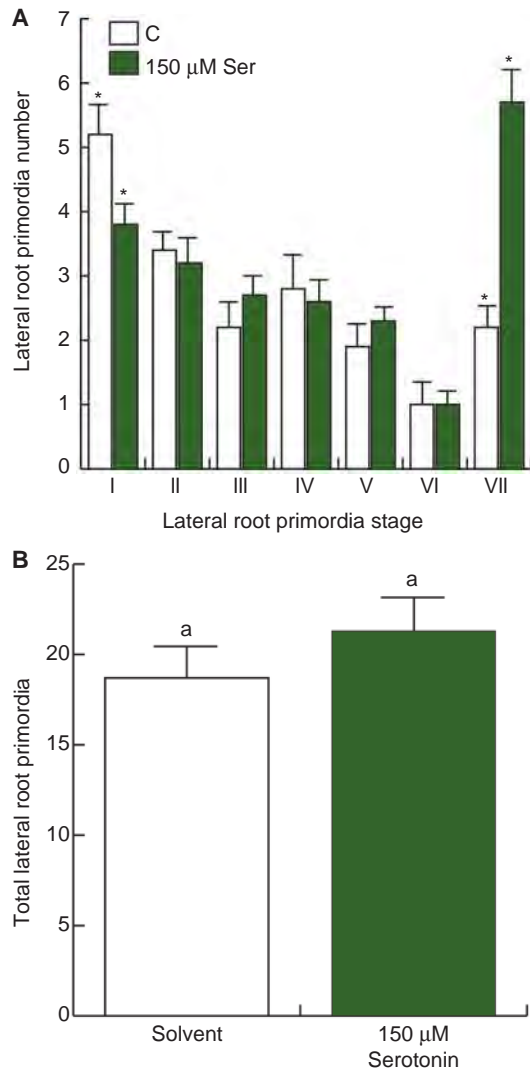 A
7
6
5
4
3
2
1
0
C
150 μM Ser
*
*
*
*
Lateral root primordia number
I II III IV V VI VII
Lateral root primordia stage
B
25
20
15
10
5
0
a
a
Total lateral root primordia
Solvent
150 μM
Serotonin